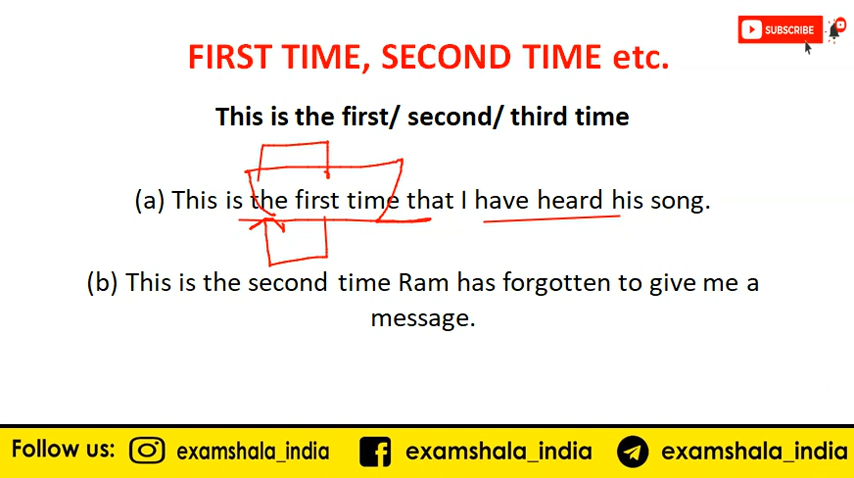 SUBSCRIBE
FIRST TIME, SECOND TIME etc.
This is the first/ second/ third time
(a) This is the first time that I have heard his song.
(b) This is the second time Ram has forgotten to give me a
message.
Follow us: examshala_india examshala_india examshala_india